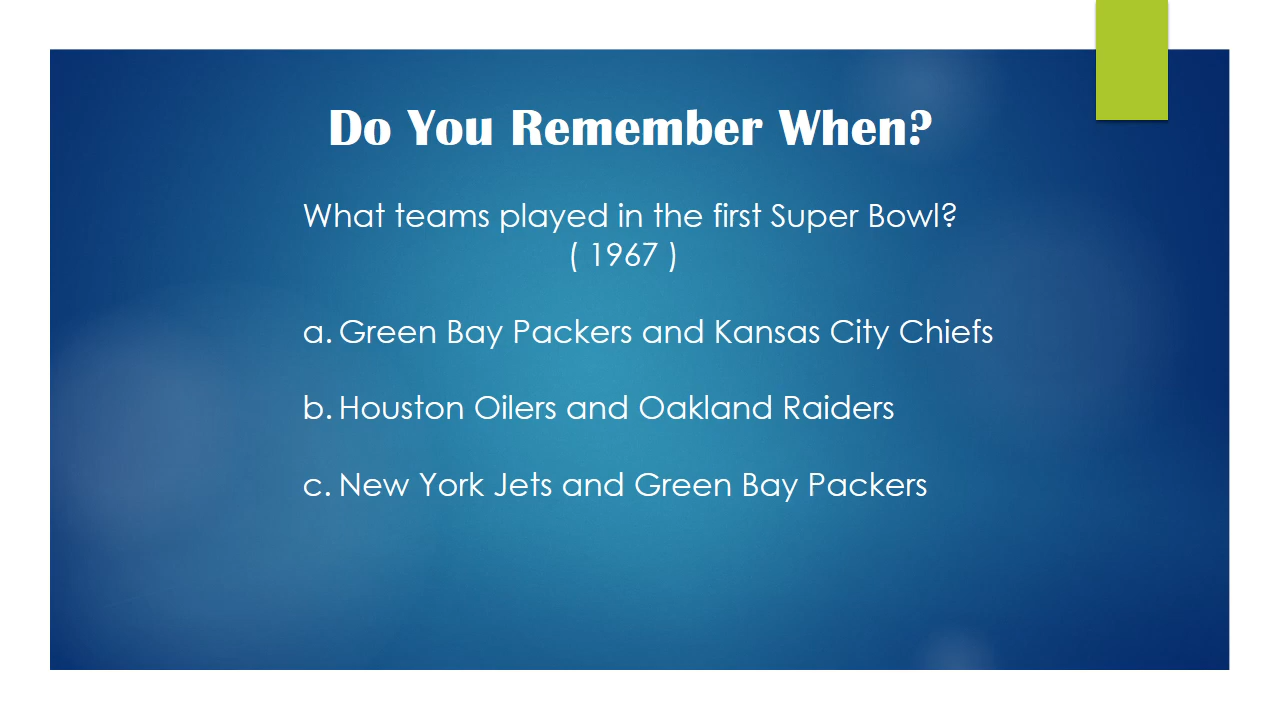 Do You Remember When?
What teams played in the first Super Bowl?
( 1967 )
a. Green Bay Packers and Kansas City Chiefs
b. Houston Oilers and Oakland Raiders
c. New York Jets and Green Bay Packers